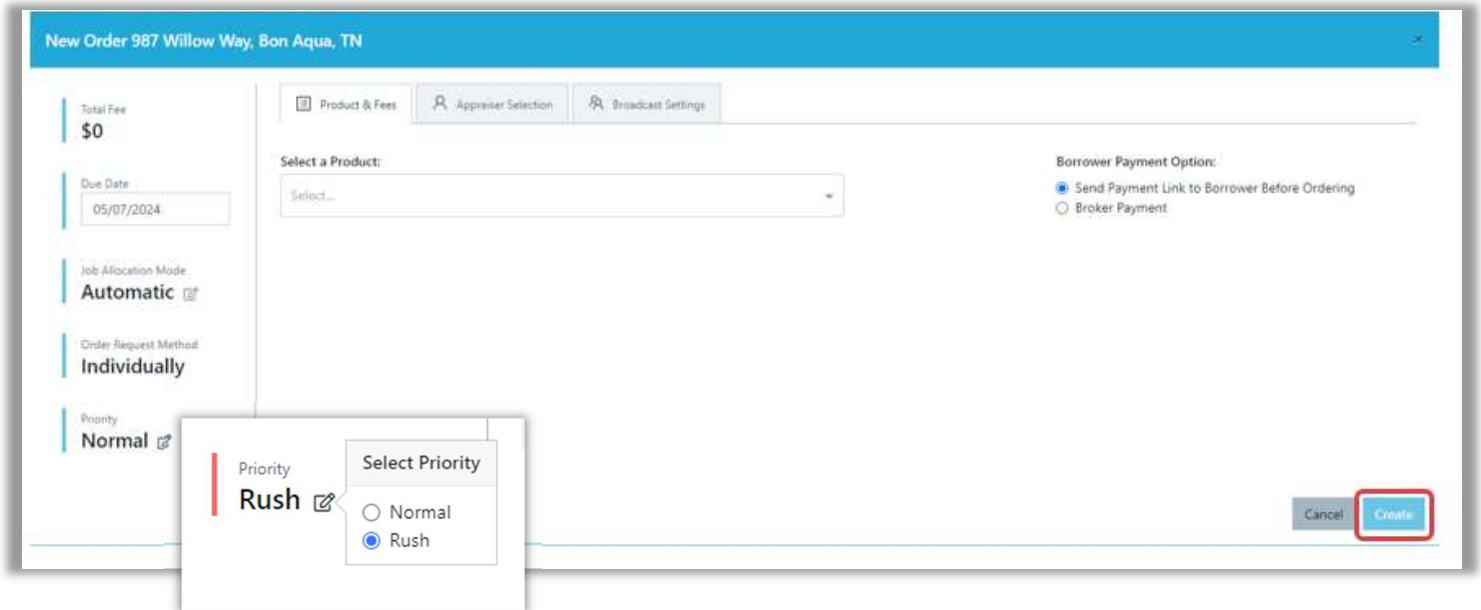 New Order 987 Willow Way, Bon Aqua, TN
×
Total Fee
$0
Due Date
05/07/2024
Job Allocation Mode
Automatic
Order Request Method
Individually
Priority
Normal
Product & Fees
Appraiser Selection
Broadcast Settings
Select a Product:
Select...
Borrower Payment Option:
Send Payment Link to Borrower Before Ordering
Broker Payment
Priority
Rush
Select Priority
Normal
Rush
Cancel
Create